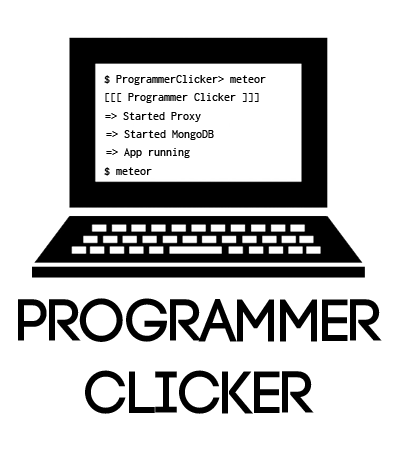 $ ProgrammerClicker> meteor
[[[ Programmer Clicker ]]]
=> Started Proxy
=> Started MongoDB
=> App running
$ meteor
PROGRAMMER
CLICKER